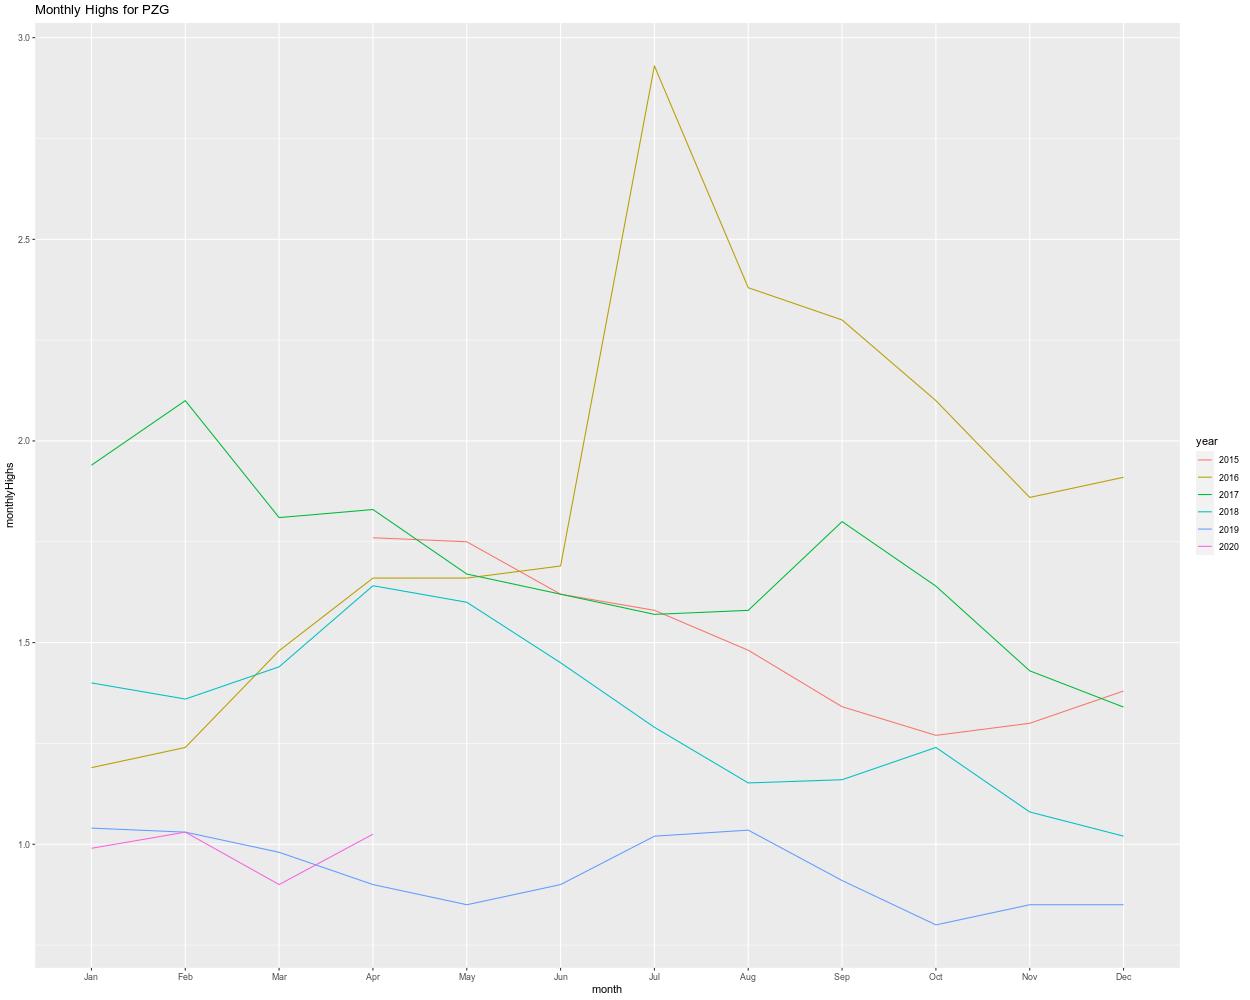 Monthly Highs for PZG
3.0
2.5
2.0
1.5
1.0
monthlyHighs
Jan Feb Mar Apr May Jun Jul Aug Sep Oct Nov Dec
month
year
2015
2016
2017
2018
2019
2020